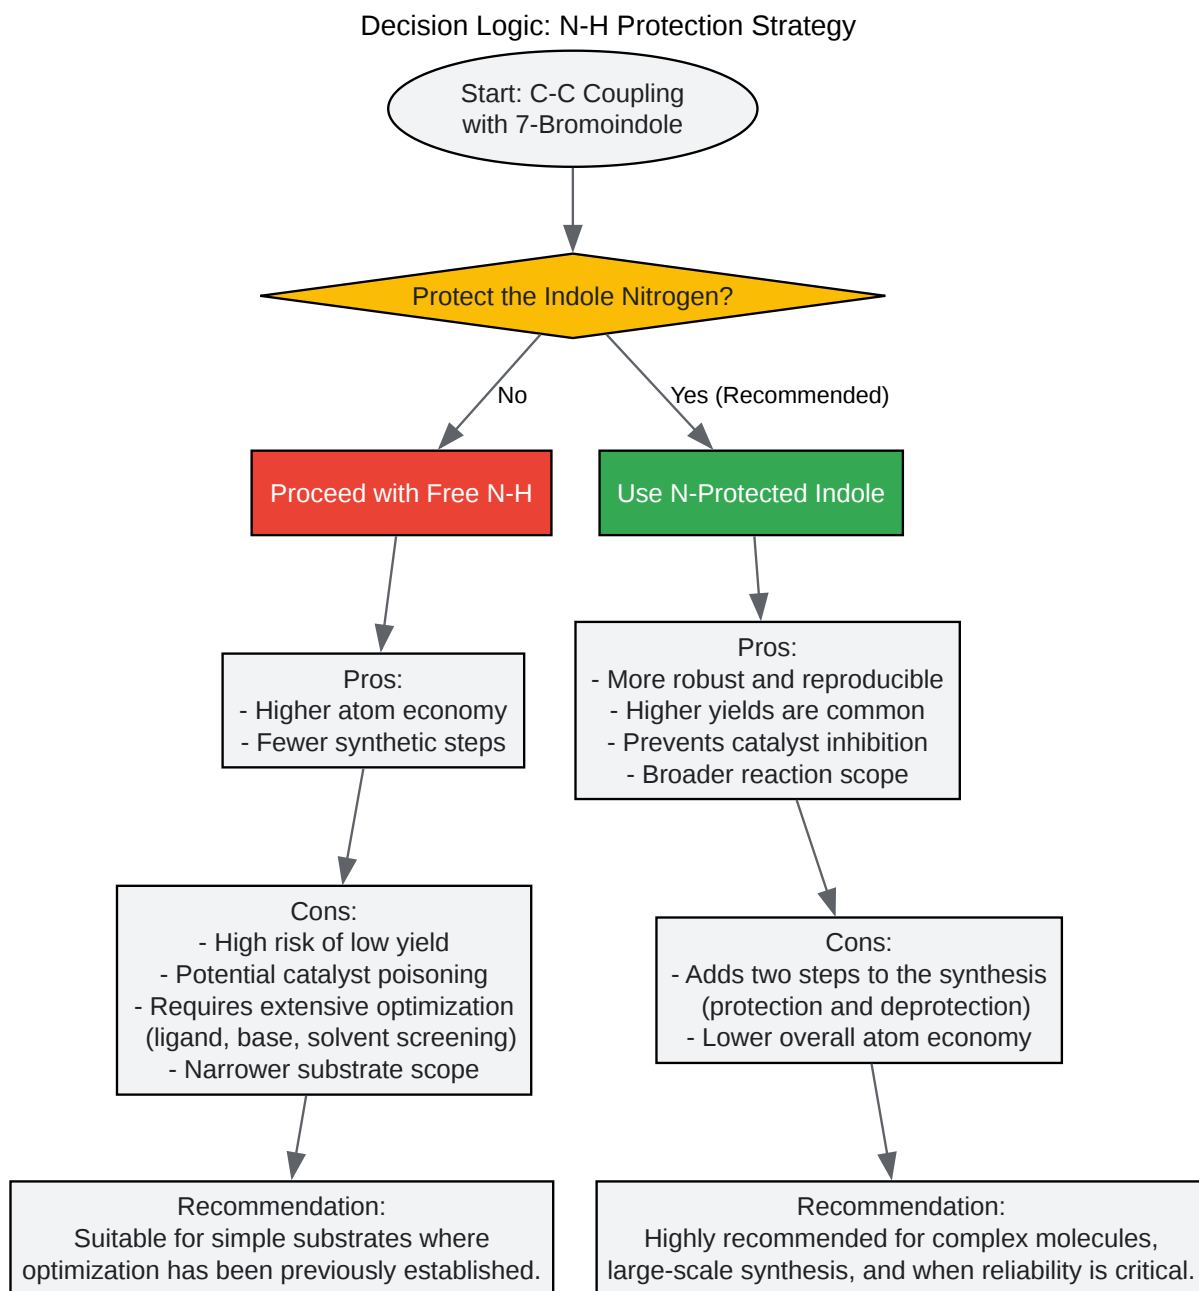 Decision Logic: N-H Protection Strategy
Start: C-C Coupling
with 7-Bromoindole
Protect the Indole Nitrogen?
No
Yes (Recommended)
Proceed with Free N-H
Use N-Protected Indole
Pros:
- Higher atom economy
- Fewer synthetic steps
Pros:
- More robust and reproducible
- Higher yields are common
- Prevents catalyst inhibition
- Broader reaction scope
Cons:
- High risk of low yield
- Potential catalyst poisoning
- Requires extensive optimization
(ligand, base, solvent screening)
- Narrower substrate scope
Cons:
- Adds two steps to the synthesis
(protection and deprotection)
- Lower overall atom economy
Recommendation:
Suitable for simple substrates where
optimization has been previously established.
Recommendation:
Highly recommended for complex molecules,
large-scale synthesis, and when reliability is critical.